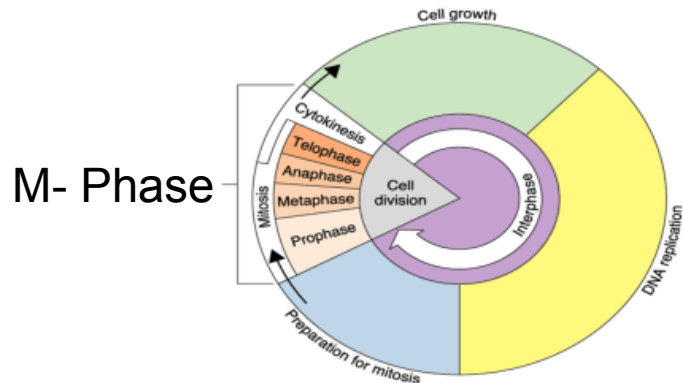 Cell growth
Cytokinesis
Telophase
Anaphase
Metaphase
Prophase
Mitosis
M- Phase
Cell
division
Interphase
DNA replication
Preparation for mitosis